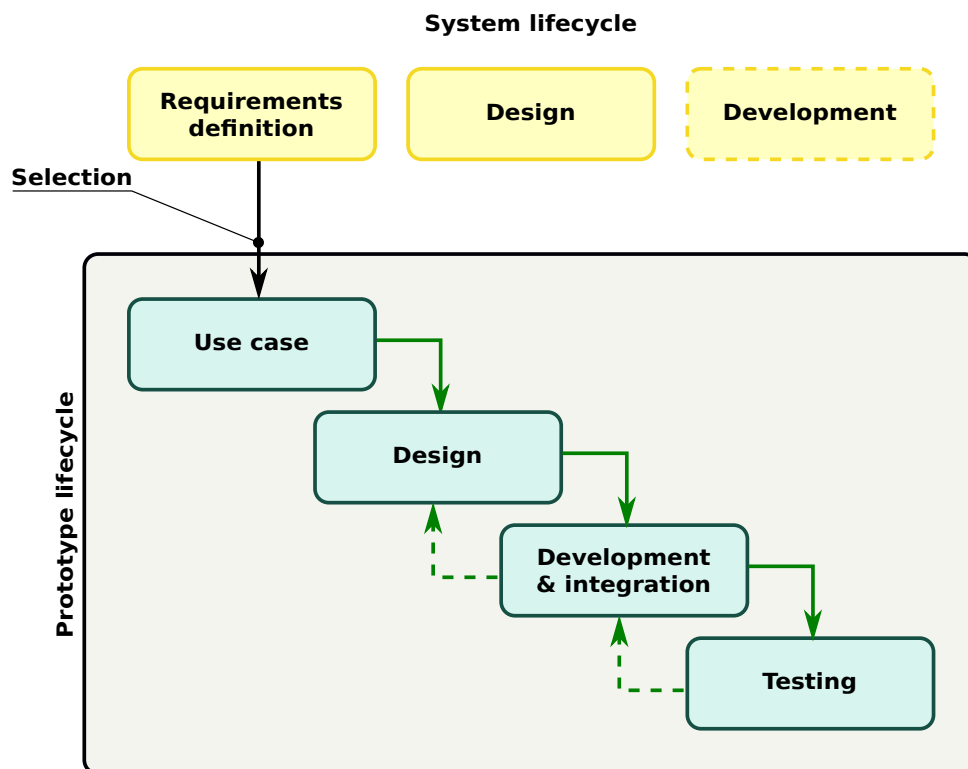 System lifecycle
Requirements
definition
Design
Development
Selection
Prototype lifecycle
Use case
Design
Development
& integration
Testing